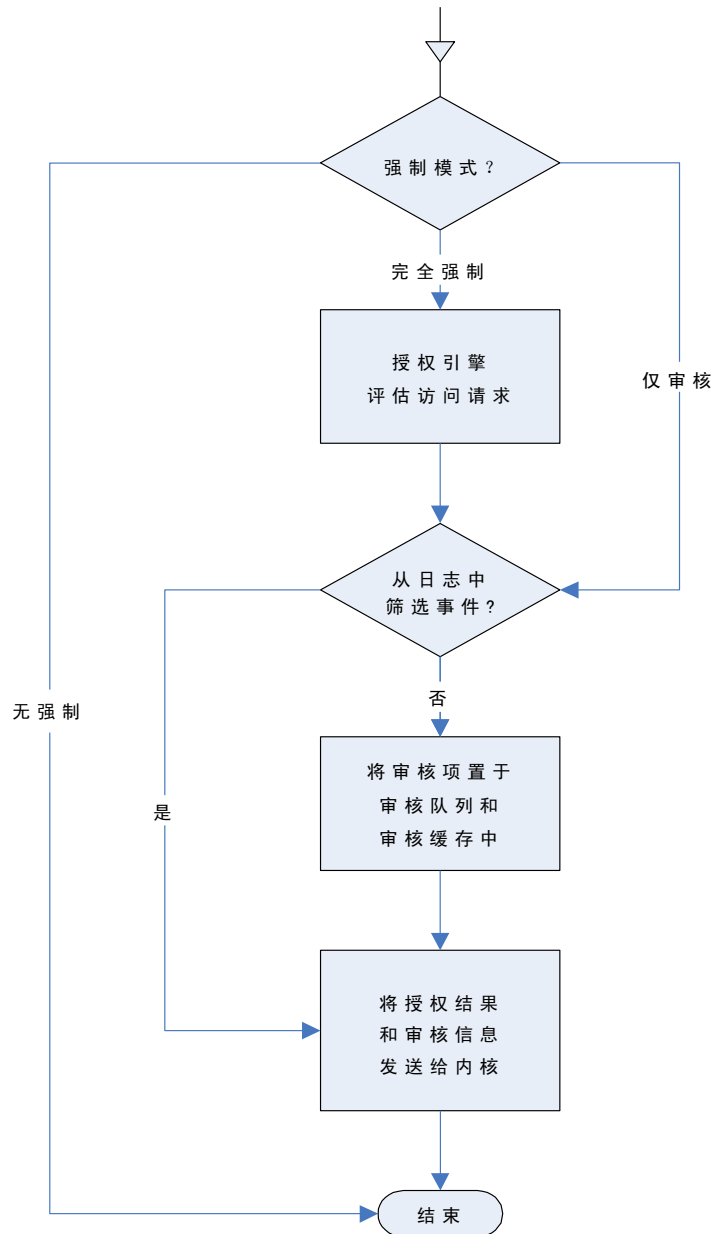 强制模式？
完全强制
授权引擎
评估访问请求
仅审核
从日志中
筛选事件？
无强制
否
将审核项置于
审核队列和
审核缓存中
是
将授权结果
和审核信息
发送给内核
结束